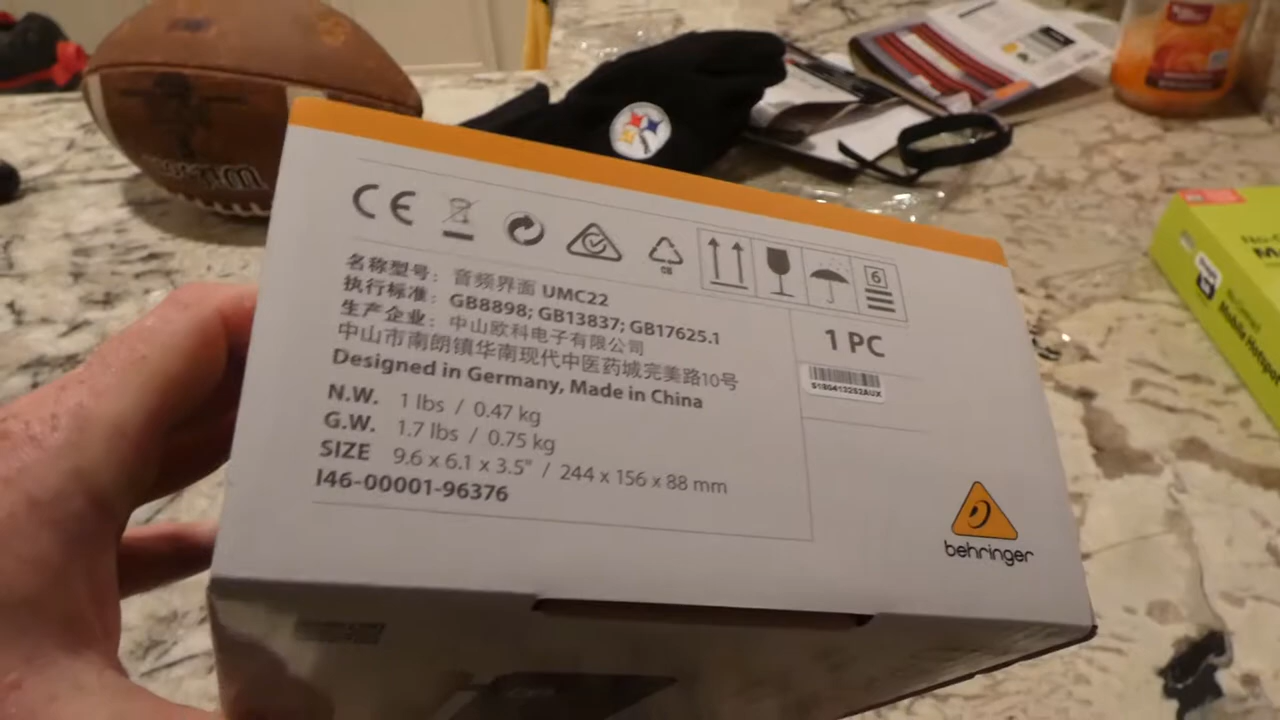 CE
6
名称型号: 音频界面 UMC22
执行标准: GB8898; GB13837; GB17625.1
生产企业: 中山欧科电子有限公司
中山市南朗镇华南现代中医药城完美路10号
Designed in Germany, Made in China
N.W. 1 lbs / 0.47 kg
G.W. 1.7 lbs / 0.75 kg
SIZE 9.6 x 6.1 x 3.5" / 244 x 156 x 88 mm
I46-00001-96376
1 PC
behringer
Mobile Hotspot